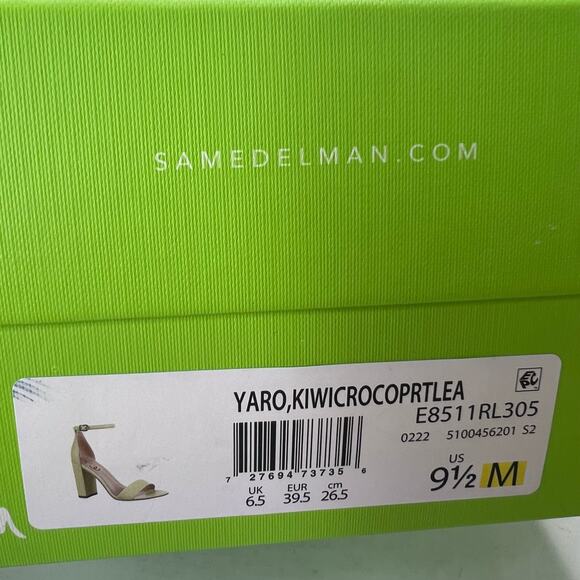 SAMEDELMAN.COM
YARO,KIWICROCOPRTLEA
E8511RL305
0222 5100456201 S2
7 27694 73735 6
UK EUR cm
6.5 39.5 26.5
US
9½ M